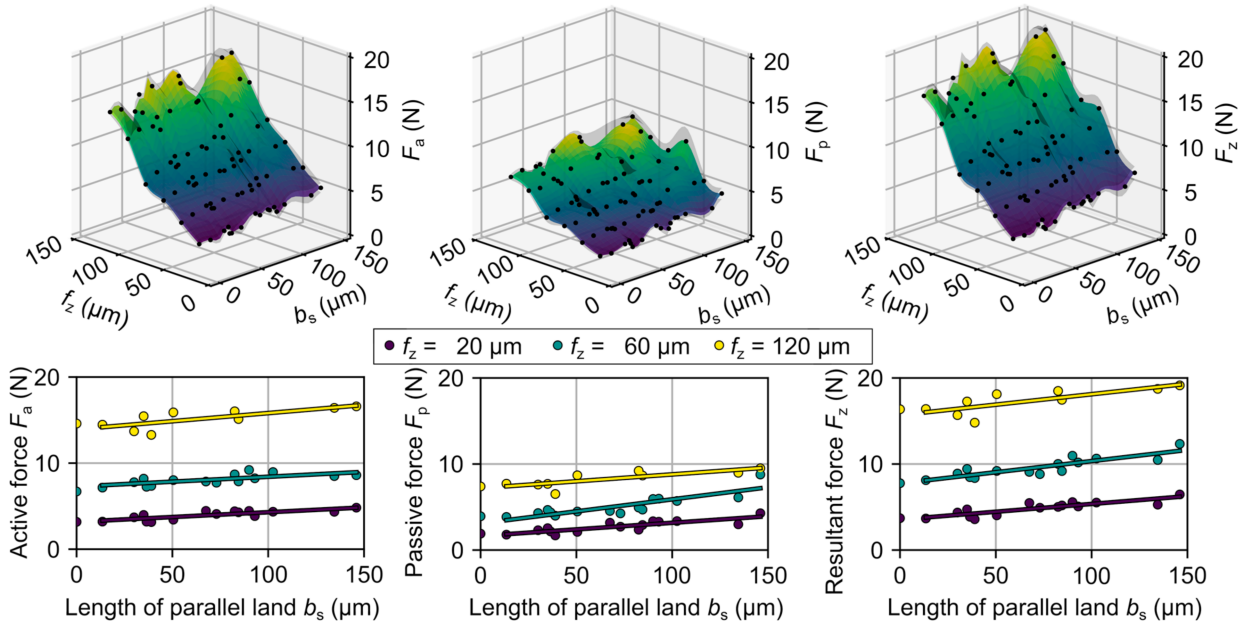 20
15
10
5
0
F_a (N)
150
100
50
0
f_z (µm)
0
50
100
150
b_s (µm)
20
15
10
5
0
F_p (N)
150
100
50
0
f_z (µm)
0
50
100
150
b_s (µm)
20
15
10
5
0
F_z (N)
150
100
50
0
f_z (µm)
0
50
100
150
b_s (µm)
f_z = 20 µm f_z = 60 µm f_z = 120 µm
Active force F_a (N)
20
10
0
0 50 100 150
Length of parallel land b_s (µm)
Passive force F_p (N)
20
10
0
0 50 100 150
Length of parallel land b_s (µm)
Resultant force F_z (N)
20
10
0
0 50 100 150
Length of parallel land b_s (µm)